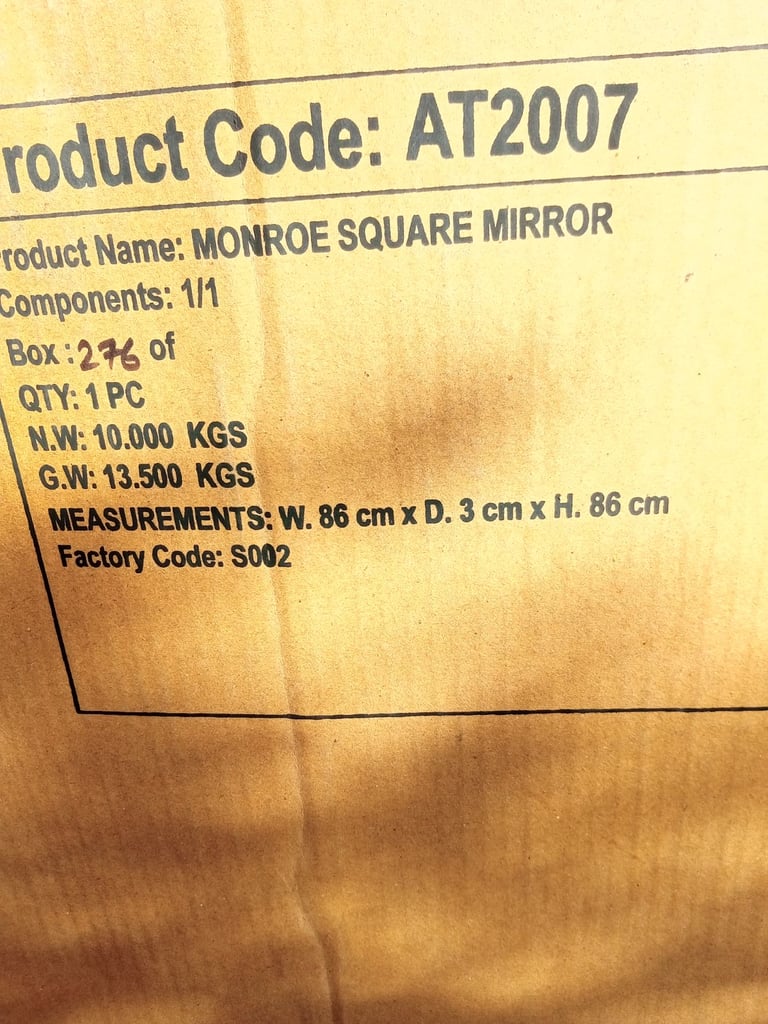 roduct Code: AT2007
roduct Name: MONROE SQUARE MIRROR
Components: 1/1
Box : 276 of
QTY: 1 PC
N.W: 10.000 KGS
G.W: 13.500 KGS
MEASUREMENTS: W. 86 cm x D. 3 cm x H. 86 cm
Factory Code: S002